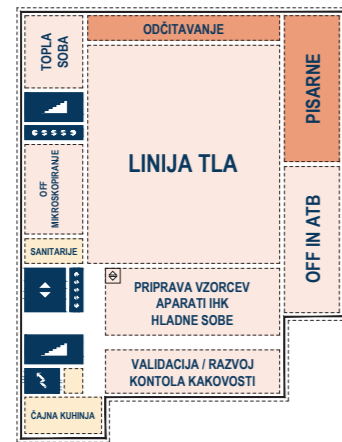 ODČITAVANJE
TOPLA
SOBA
PISARNE
LINIJA TLA
OFF
MIKROSKOPIRANJE
OFF IN ATB
SANITARIJE
PRIPRAVA VZORCEV
APARATI IHK
HLADNE SOBE
VALIDACIJA / RAZVOJ
KONTOLA KAKOVOSTI
ČAJNA KUHINJA